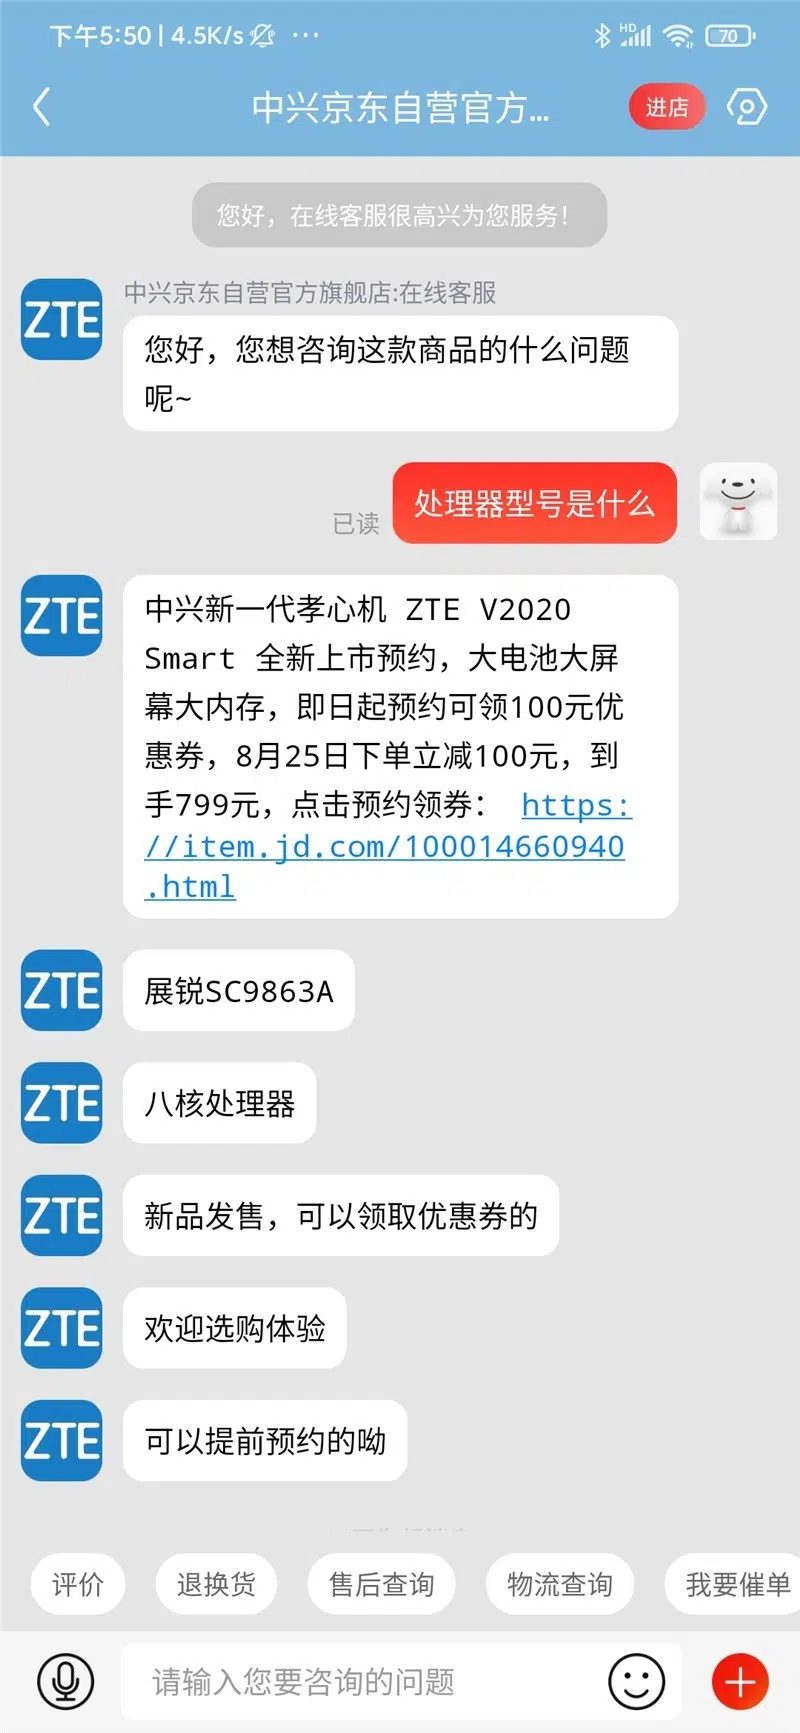 下午5:50 | 4.5K/s ...
HD 70
中兴京东自营官方...
进店
您好，在线客服很高兴为您服务！
中兴京东自营官方旗舰店:在线客服
ZTE
您好，您想咨询这款商品的什么问题
呢~
处理器型号是什么
已读
ZTE
中兴新一代孝心机 ZTE V2020
Smart 全新上市预约，大电池大屏
幕大内存，即日起预约可领100元优
惠券，8月25日下单立减100元，到
手799元，点击预约领券： https:
//item.jd.com/100014660940
.html
ZTE
展锐SC9863A
ZTE
八核处理器
ZTE
新品发售，可以领取优惠券的
ZTE
欢迎选购体验
ZTE
可以提前预约的呦
评价 退换货 售后查询 物流查询 我要催单
请输入您要咨询的问题